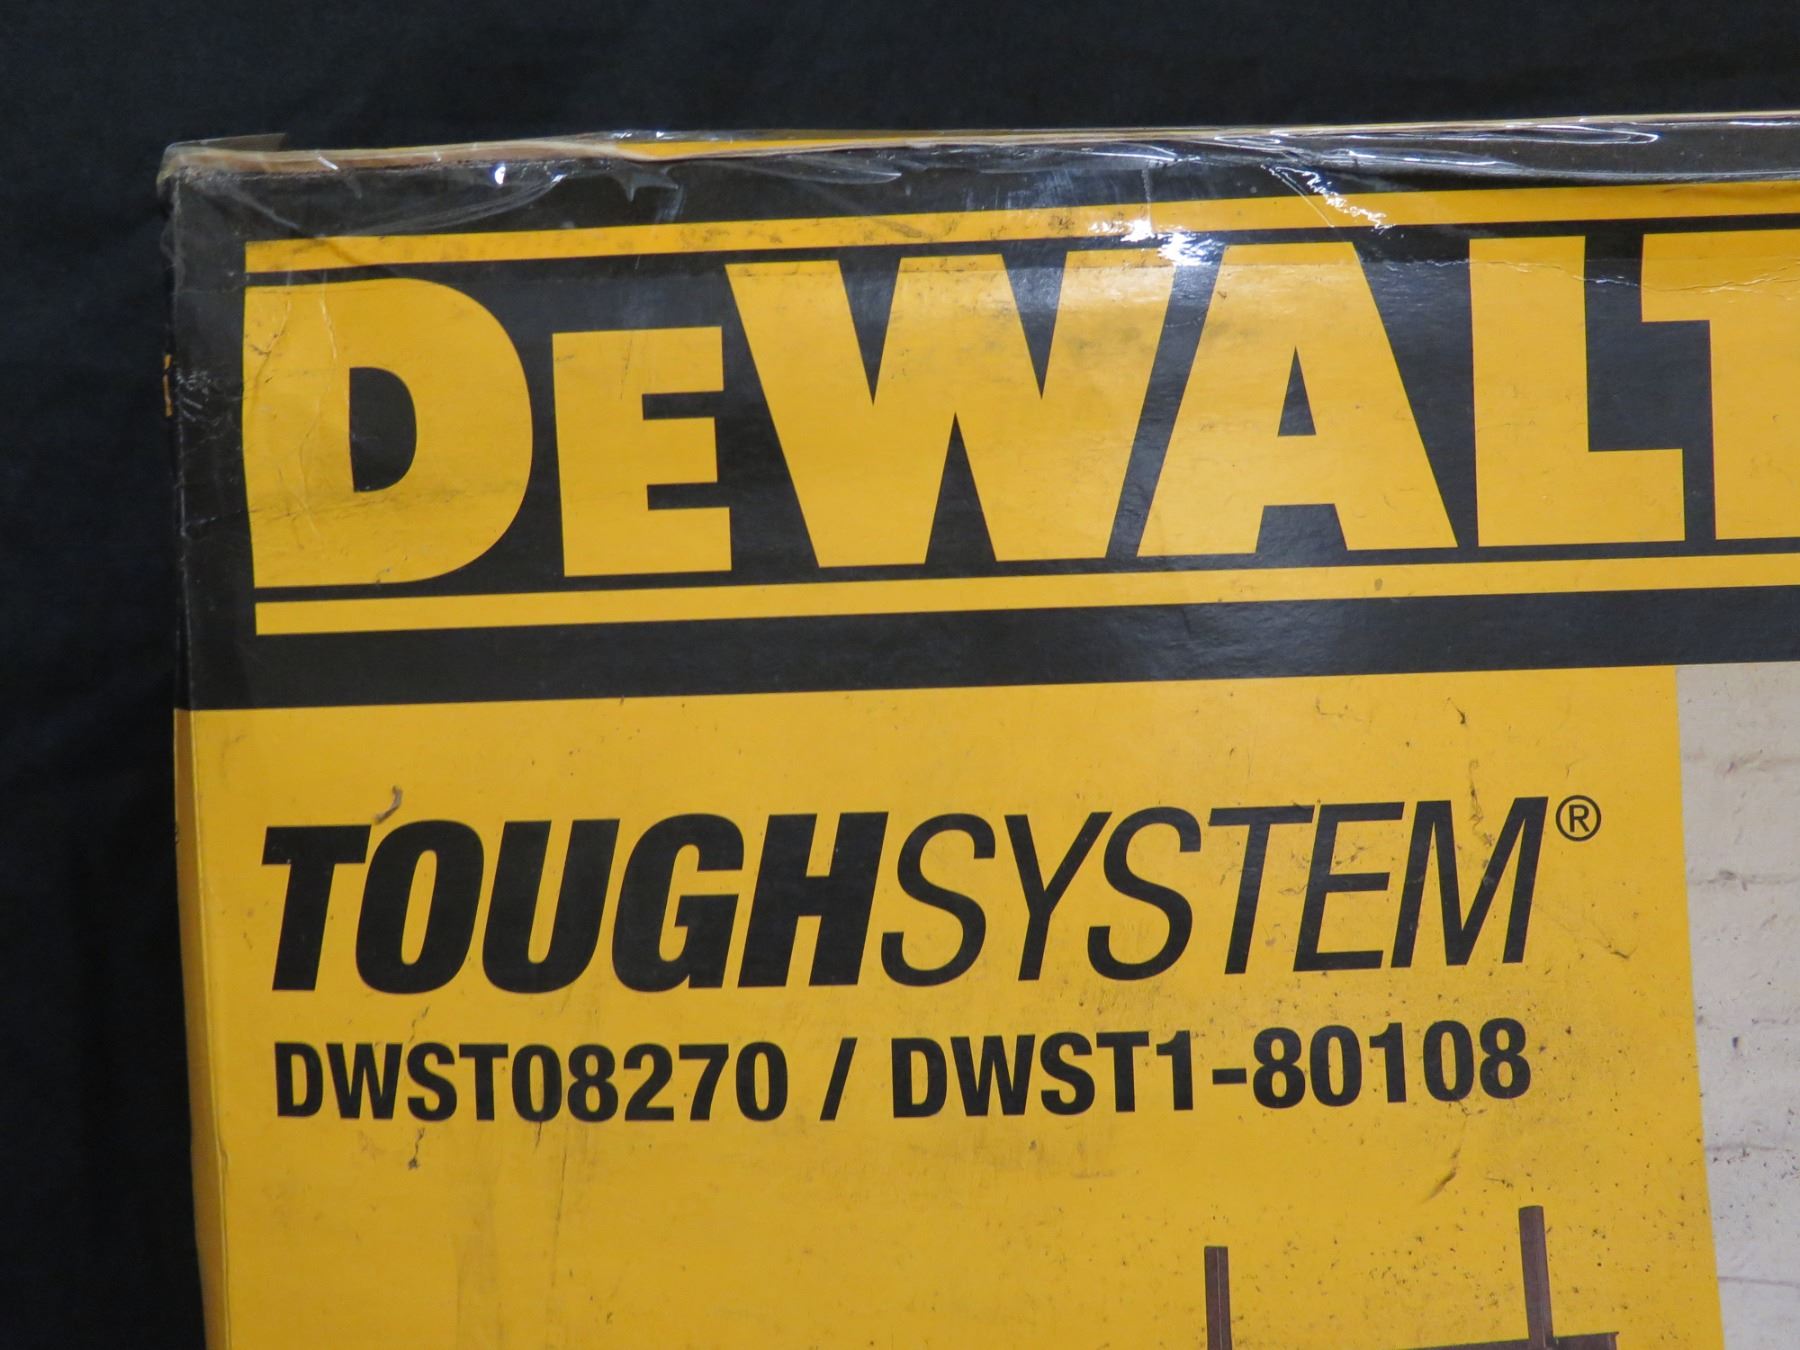 DEWALT
TOUGHSYSTEM®
DWST08270 / DWST1-80108